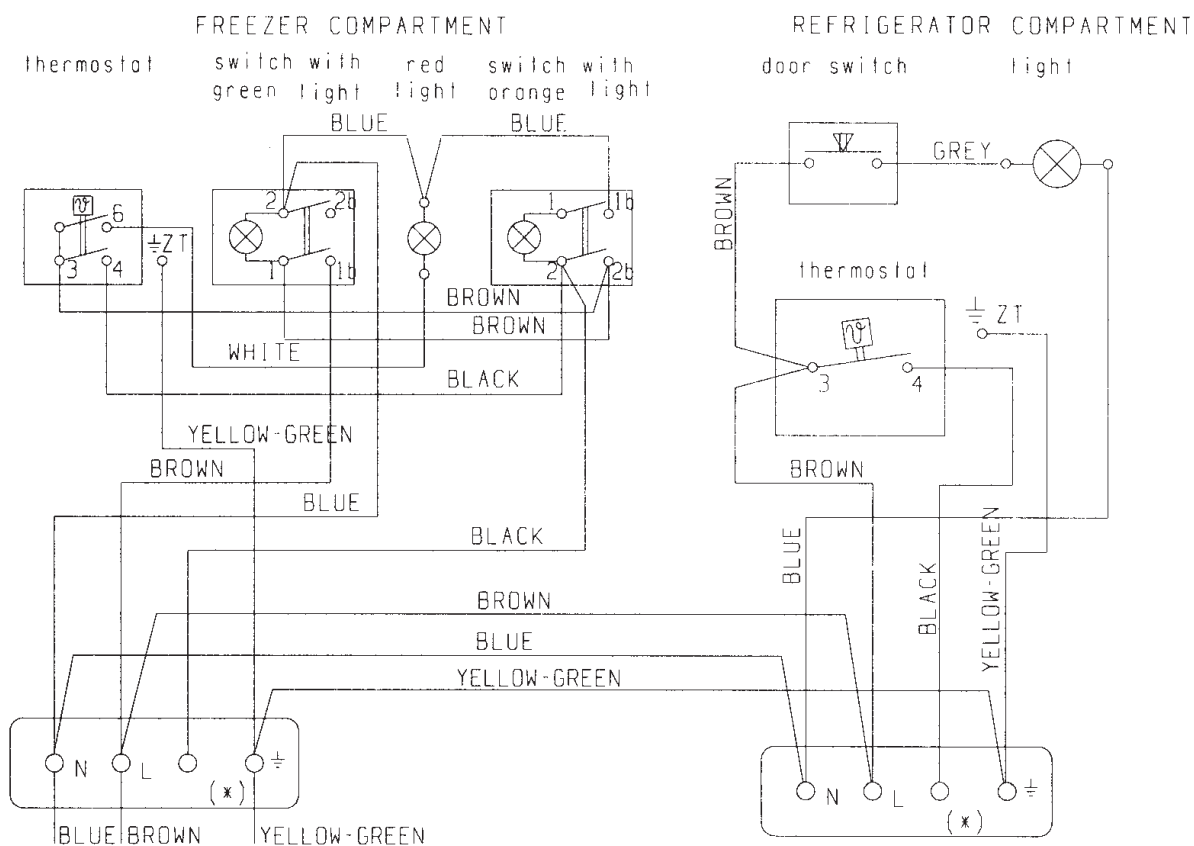 FREEZER COMPARTMENT
REFRIGERATOR COMPARTMENT
thermostat
switch with
green light
red
light
switch with
orange light
door switch
light
BLUE
BLUE
GREY
BROWN
2
2b
1
1b
6
ϑ
ZT
3
4
1
1b
2
2b
thermostat
BROWN
BROWN
ZT
ϑ
WHITE
3
4
BLACK
YELLOW-GREEN
BROWN
BROWN
BLUE
BLACK
BLUE
BLACK
YELLOW-GREEN
BROWN
BLUE
YELLOW-GREEN
N
L
(*)
N
L
(*)
BLUE
BROWN
YELLOW-GREEN